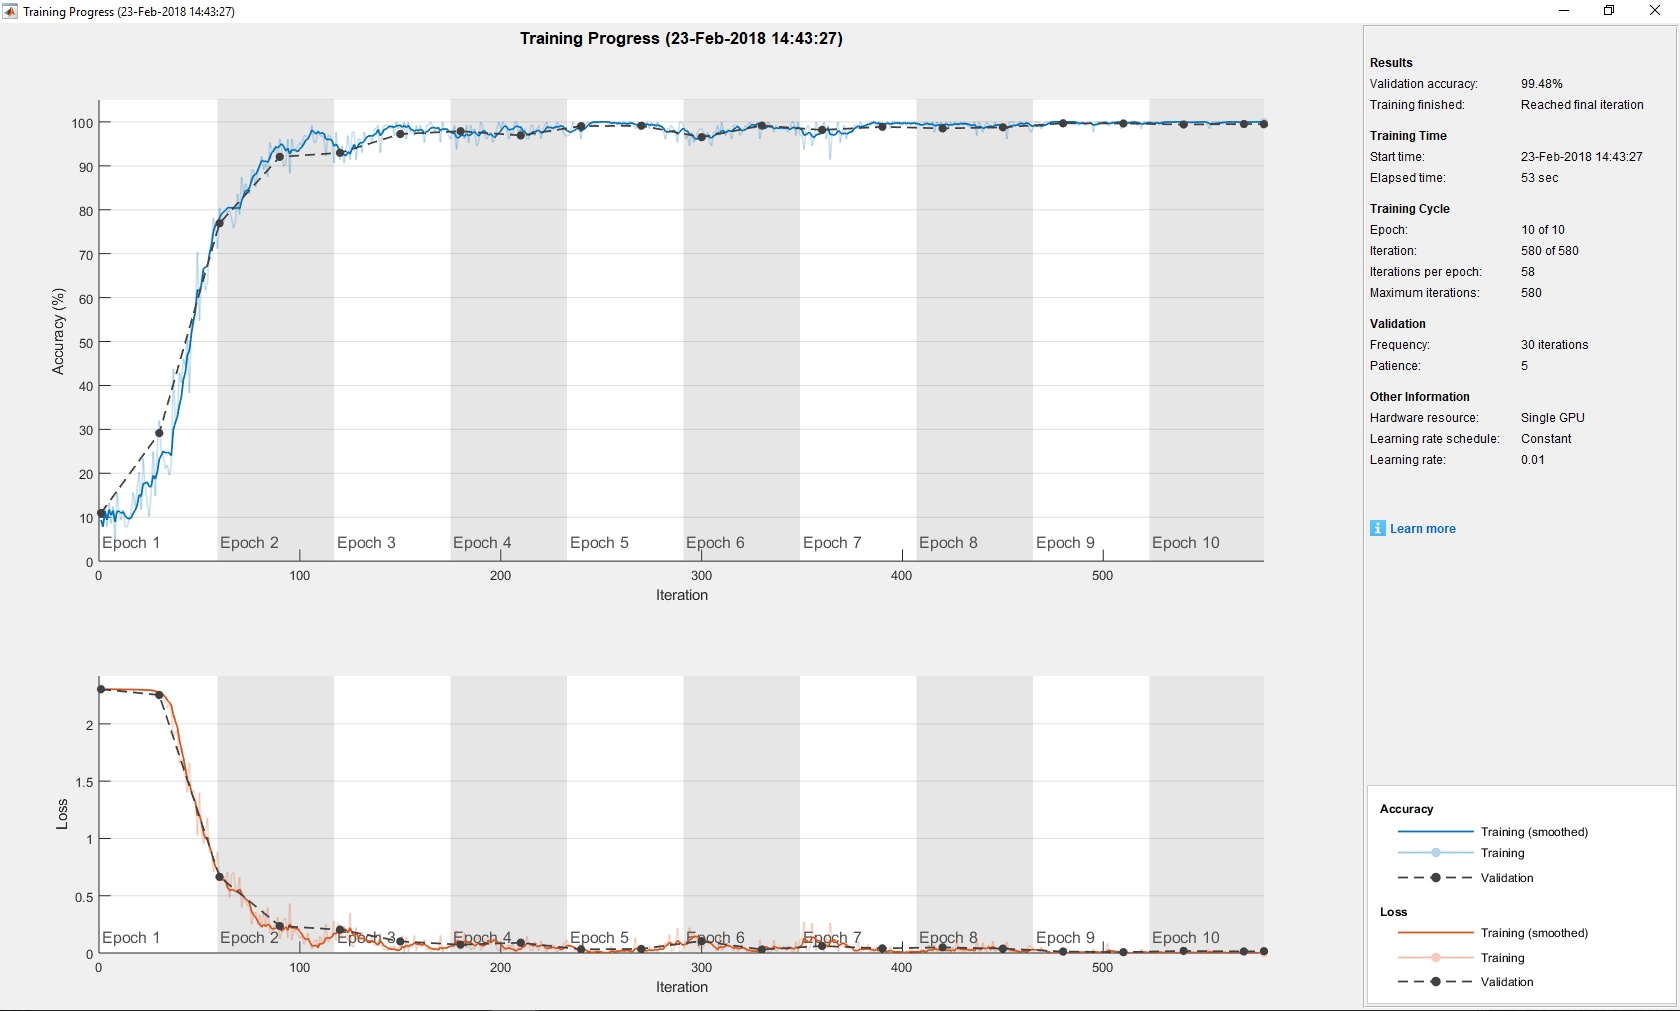 Training Progress (23-Feb-2018 14:43:27)
Training Progress (23-Feb-2018 14:43:27)
100
90
80
70
60
50
40
30
20
10
0
Accuracy (%)
Epoch 1 Epoch 2 Epoch 3 Epoch 4 Epoch 5 Epoch 6 Epoch 7 Epoch 8 Epoch 9 Epoch 10
0 100 200 300 400 500
Iteration
2
1.5
1
0.5
0
Loss
Epoch 1 Epoch 2 Epoch 3 Epoch 4 Epoch 5 Epoch 6 Epoch 7 Epoch 8 Epoch 9 Epoch 10
0 100 200 300 400 500
Iteration
Results
Validation accuracy: 99.48%
Training finished: Reached final iteration
Training Time
Start time: 23-Feb-2018 14:43:27
Elapsed time: 53 sec
Training Cycle
Epoch: 10 of 10
Iteration: 580 of 580
Iterations per epoch: 58
Maximum iterations: 580
Validation
Frequency: 30 iterations
Patience: 5
Other Information
Hardware resource: Single GPU
Learning rate schedule: Constant
Learning rate: 0.01
i Learn more
Accuracy
Training (smoothed)
Training
Validation
Loss
Training (smoothed)
Training
Validation